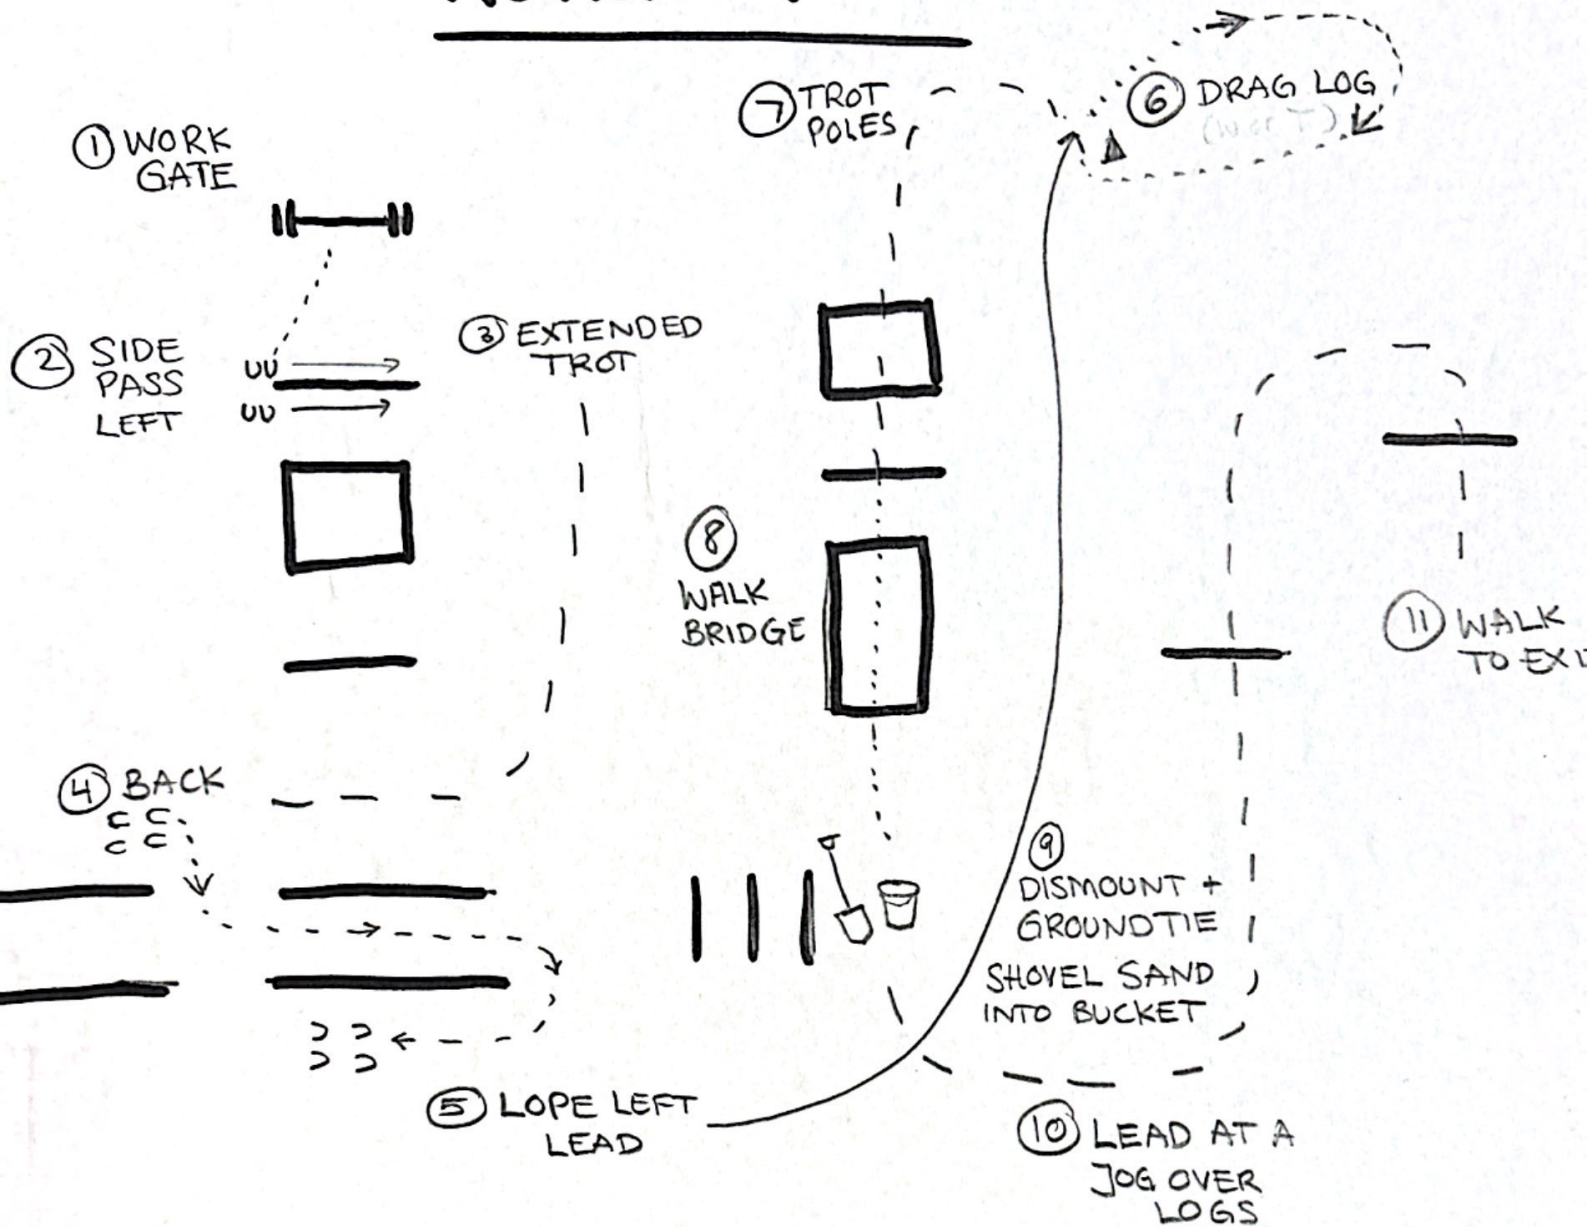 ① WORK
GATE
② SIDE
PASS
LEFT
③ EXTENDED
TROT
④ BACK
⑤ LOPE LEFT
LEAD
⑥ DRAG LOG
⑦ TROT
POLES
⑧
WALK
BRIDGE
⑨
DISMOUNT +
GROUNDTIE
SHOVEL SAND
INTO BUCKET
⑩ LEAD AT A
JOG OVER
LOGS
⑪ WALK
TO EXI